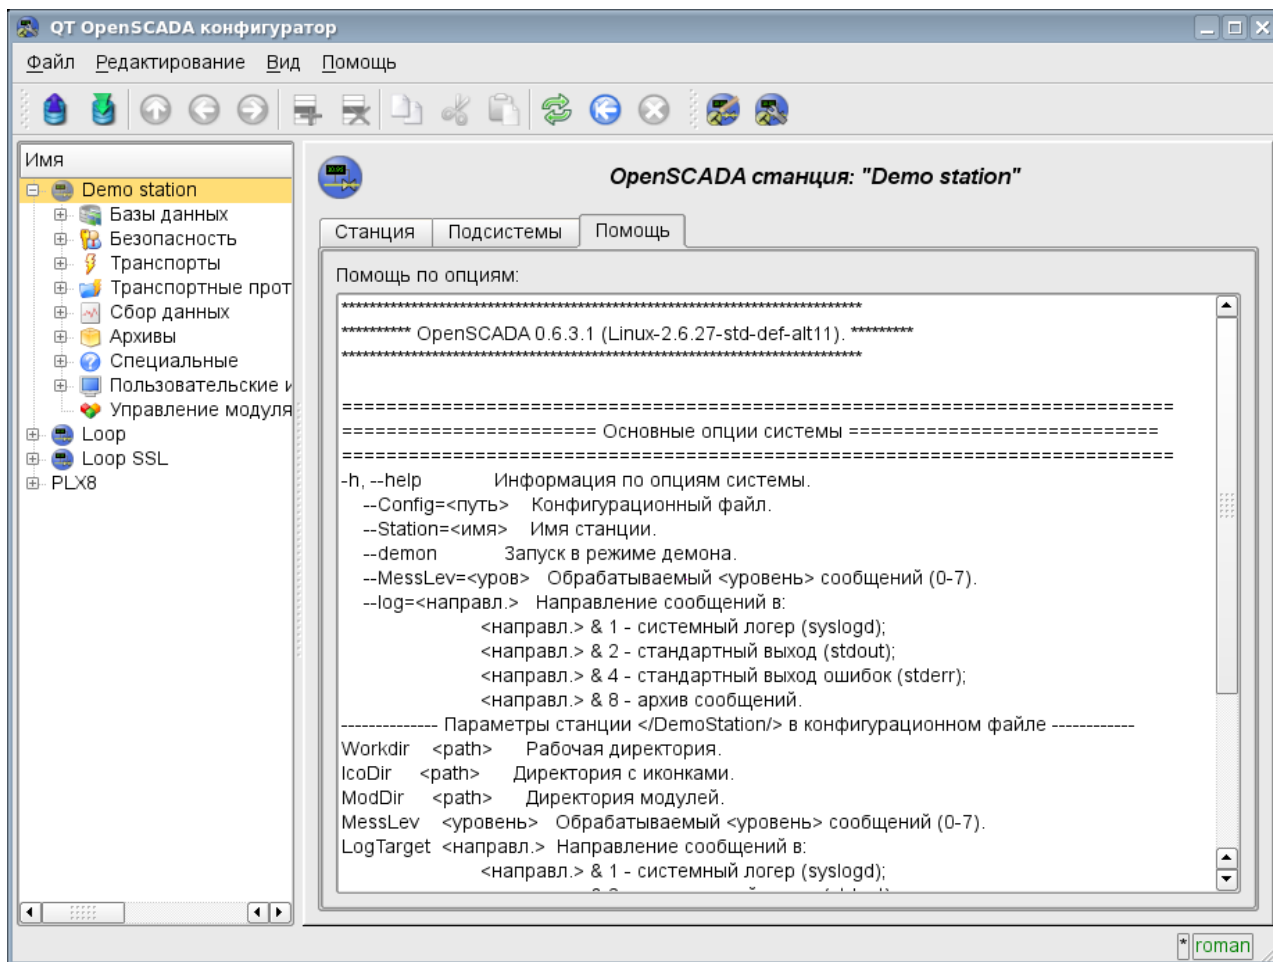 QT OpenSCADA конфигуратор
Файл Редактирование Вид Помощь
Имя
Demo station
Базы данных
Безопасность
Транспорты
Транспортные прот
Сбор данных
Архивы
Специальные
Пользовательские и
Управление модуля
Loop
Loop SSL
PLX8
OpenSCADA станция: "Demo station"
Станция Подсистемы Помощь
Помощь по опциям:
***************************************************************************
********** OpenSCADA 0.6.3.1 (Linux-2.6.27-std-def-alt11). *********
***************************************************************************
===========================================================================
======================= Основные опции системы ============================
===========================================================================
-h, --help Информация по опциям системы.
--Config=<путь> Конфигурационный файл.
--Station=<имя> Имя станции.
--demon Запуск в режиме демона.
--MessLev=<уров> Обрабатываемый <уровень> сообщений (0-7).
--log=<направл.> Направление сообщений в:
<направл.> & 1 - системный логер (syslogd);
<направл.> & 2 - стандартный выход (stdout);
<направл.> & 4 - стандартный выход ошибок (stderr);
<направл.> & 8 - архив сообщений.
-------------- Параметры станции </DemoStation/> в конфигурационном файле ------------
Workdir <path> Рабочая директория.
IcoDir <path> Директория с иконками.
ModDir <path> Директория модулей.
MessLev <уровень> Обрабатываемый <уровень> сообщений (0-7).
LogTarget <направл.> Направление сообщений в:
<направл.> & 1 - системный логер (syslogd);
* roman